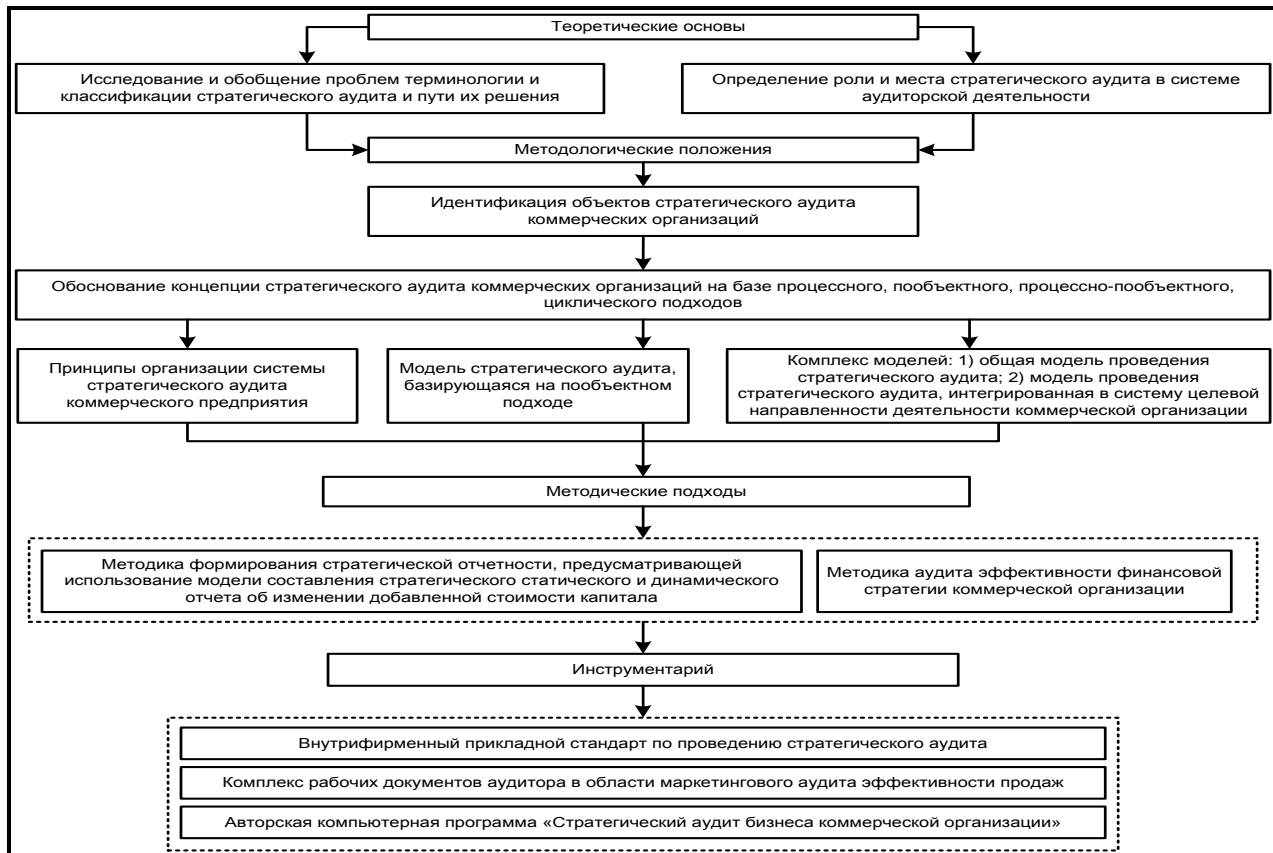 Теоретические основы
Исследование и обобщение проблем терминологии и
классификации стратегического аудита и пути их решения
Определение роли и места стратегического аудита в системе
аудиторской деятельности
Методологические положения
Идентификация объектов стратегического аудита
коммерческих организаций
Обоснование концепции стратегического аудита коммерческих организаций на базе процессного, пообъектного, процессно-пообъектного,
циклического подходов
Принципы организации системы
стратегического аудита
коммерческого предприятия
Модель стратегического аудита,
базирующаяся на пообъектном
подходе
Комплекс моделей: 1) общая модель проведения
стратегического аудита; 2) модель проведения
стратегического аудита, интегрированная в систему целевой
направленности деятельности коммерческой организации
Методические подходы
Методика формирования стратегической отчетности, предусматривающей
использование модели составления стратегического статического и динамического
отчета об изменении добавленной стоимости капитала
Методика аудита эффективности финансовой
стратегии коммерческой организации
Инструментарий
Внутрифирменный прикладной стандарт по проведению стратегического аудита
Комплекс рабочих документов аудитора в области маркетингового аудита эффективности продаж
Авторская компьютерная программа «Стратегический аудит бизнеса коммерческой организации»